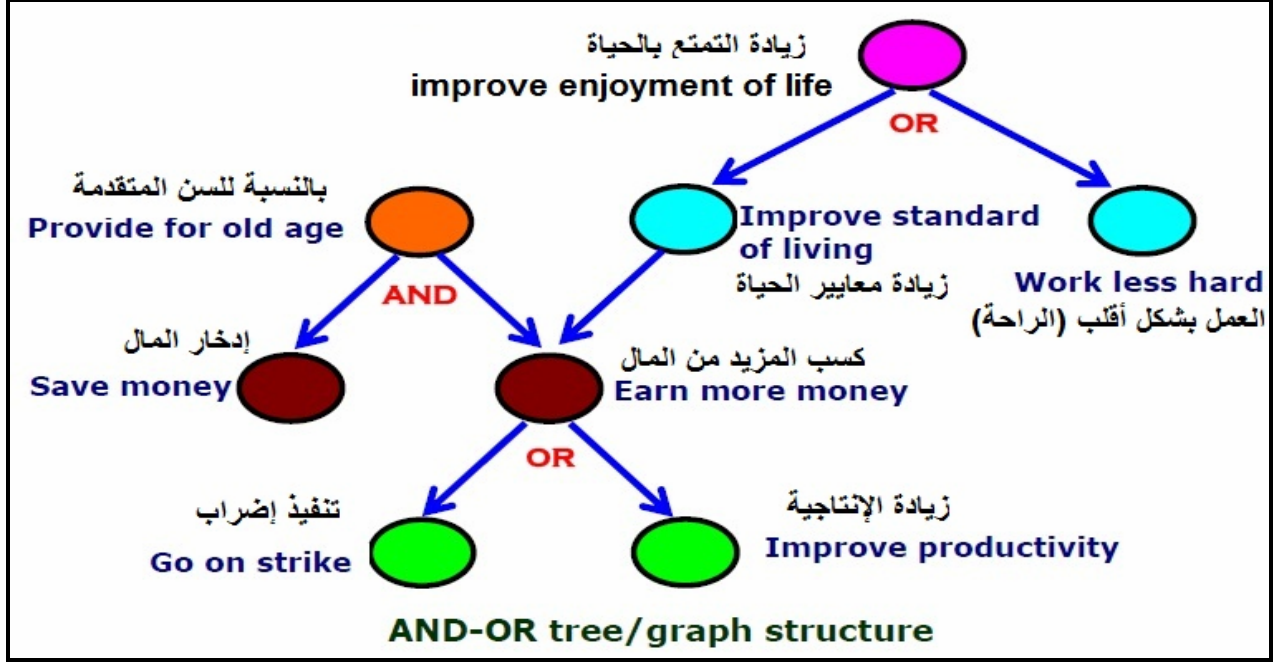 زيادة التمتع بالحياة
improve enjoyment of life
OR
بالنسبة للسن المتقدمة
Provide for old age
Improve standard
of living
زيادة معايير الحياة
Work less hard
العمل بشكل أقلب (الراحة)
AND
إدخار المال
Save money
كسب المزيد من المال
Earn more money
OR
تنفيذ إضراب
Go on strike
زيادة الإنتاجية
Improve productivity
AND-OR tree/graph structure